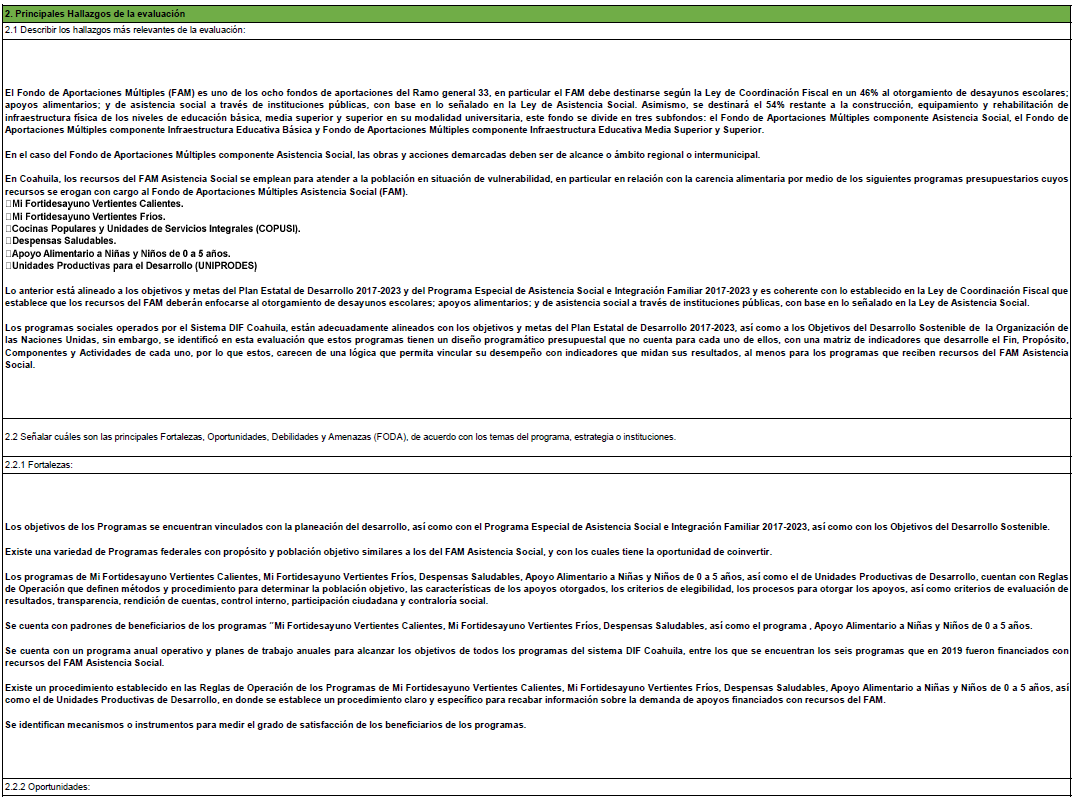 2. Principales Hallazgos de la evaluación
2.1 Describir los hallazgos más relevantes de la evaluación:
El Fondo de Aportaciones Múltiples (FAM) es uno de los ocho fondos de aportaciones del Ramo general 33, en particular el FAM debe destinarse según la Ley de Coordinación Fiscal en un 46% al otorgamiento de desayunos escolares;
apoyos alimentarios; y de asistencia social a través de instituciones públicas, con base en lo señalado en la Ley de Asistencia Social. Asimismo, se destinará el 54% restante a la construcción, equipamiento y rehabilitación de
infraestructura física de los niveles de educación básica, media superior y superior en su modalidad universitaria, este fondo se divide en tres subfondos: el Fondo de Aportaciones Múltiples componente Asistencia Social, el Fondo de
Aportaciones Múltiples componente Infraestructura Educativa Básica y Fondo de Aportaciones Múltiples componente Infraestructura Educativa Media Superior y Superior.
En el caso del Fondo de Aportaciones Múltiples componente Asistencia Social, las obras y acciones demarcadas deben ser de alcance o ámbito regional o intermunicipal.
En Coahuila, los recursos del FAM Asistencia Social se emplean para atender a la población en situación de vulnerabilidad, en particular en relación con la carencia alimentaria por medio de los siguientes programas presupuestarios cuyos
recursos se erogan con cargo al Fondo de Aportaciones Múltiples Asistencia Social (FAM).
Mi Fortidesayuno Vertientes Calientes.
Mi Fortidesayuno Vertientes Fríos.
Cocinas Populares y Unidades de Servicios Integrales (COPUSI).
Despensas Saludables.
Apoyo Alimentario a Niñas y Niños de 0 a 5 años.
Unidades Productivas para el Desarrollo (UNIPRODES)
Lo anterior está alineado a los objetivos y metas del Plan Estatal de Desarrollo 2017-2023 y del Programa Especial de Asistencia Social e Integración Familiar 2017-2023 y es coherente con lo establecido en la Ley de Coordinación Fiscal que
establece que los recursos del FAM deberán enfocarse al otorgamiento de desayunos escolares; apoyos alimentarios; y de asistencia social a través de instituciones públicas, con base en lo señalado en la Ley de Asistencia Social.
Los programas sociales operados por el Sistema DIF Coahuila, están adecuadamente alineados con los objetivos y metas del Plan Estatal de Desarrollo 2017-2023, así como a los Objetivos del Desarrollo Sostenible de la Organización de
las Naciones Unidas, sin embargo, se identificó en esta evaluación que estos programas tienen un diseño programático presupuestal que no cuenta para cada uno de ellos, con una matriz de indicadores que desarrolle el Fin, Propósito,
Componentes y Actividades de cada uno, por lo que estos, carecen de una lógica que permita vincular su desempeño con indicadores que midan sus resultados, al menos para los programas que reciben recursos del FAM Asistencia
Social.
2.2 Señalar cuáles son las principales Fortalezas, Oportunidades, Debilidades y Amenazas (FODA), de acuerdo con los temas del programa, estrategia o instituciones.
2.2.1 Fortalezas:
Los objetivos de los Programas se encuentran vinculados con la planeación del desarrollo, así como con el Programa Especial de Asistencia Social e Integración Familiar 2017-2023, así como con los Objetivos del Desarrollo Sostenible.
Existe una variedad de Programas federales con propósito y población objetivo similares a los del FAM Asistencia Social, y con los cuales tiene la oportunidad de coinvertir.
Los programas de Mi Fortidesayuno Vertientes Calientes, Mi Fortidesayuno Vertientes Fríos, Despensas Saludables, Apoyo Alimentario a Niñas y Niños de 0 a 5 años, así como el de Unidades Productivas de Desarrollo, cuentan con Reglas
de Operación que definen métodos y procedimiento para determinar la población objetivo, las características de los apoyos otorgados, los criterios de elegibilidad, los procesos para otorgar los apoyos, así como criterios de evaluación de
resultados, transparencia, rendición de cuentas, control interno, participación ciudadana y contraloría social.
Se cuenta con padrones de beneficiarios de los programas "Mi Fortidesayuno Vertientes Calientes, Mi Fortidesayuno Vertientes Fríos, Despensas Saludables, así como el programa , Apoyo Alimentario a Niñas y Niños de 0 a 5 años.
Se cuenta con un programa anual operativo y planes de trabajo anuales para alcanzar los objetivos de todos los programas del sistema DIF Coahuila, entre los que se encuentran los seis programas que en 2019 fueron financiados con
recursos del FAM Asistencia Social.
Existe un procedimiento establecido en las Reglas de Operación de los Programas de Mi Fortidesayuno Vertientes Calientes, Mi Fortidesayuno Vertientes Fríos, Despensas Saludables, Apoyo Alimentario a Niñas y Niños de 0 a 5 años, así
como el de Unidades Productivas de Desarrollo, en donde se establece un procedimiento claro y específico para recabar información sobre la demanda de apoyos financiados con recursos del FAM.
Se identifican mecanismos o instrumentos para medir el grado de satisfacción de los beneficiarios de los programas.
2.2.2 Oportunidades: